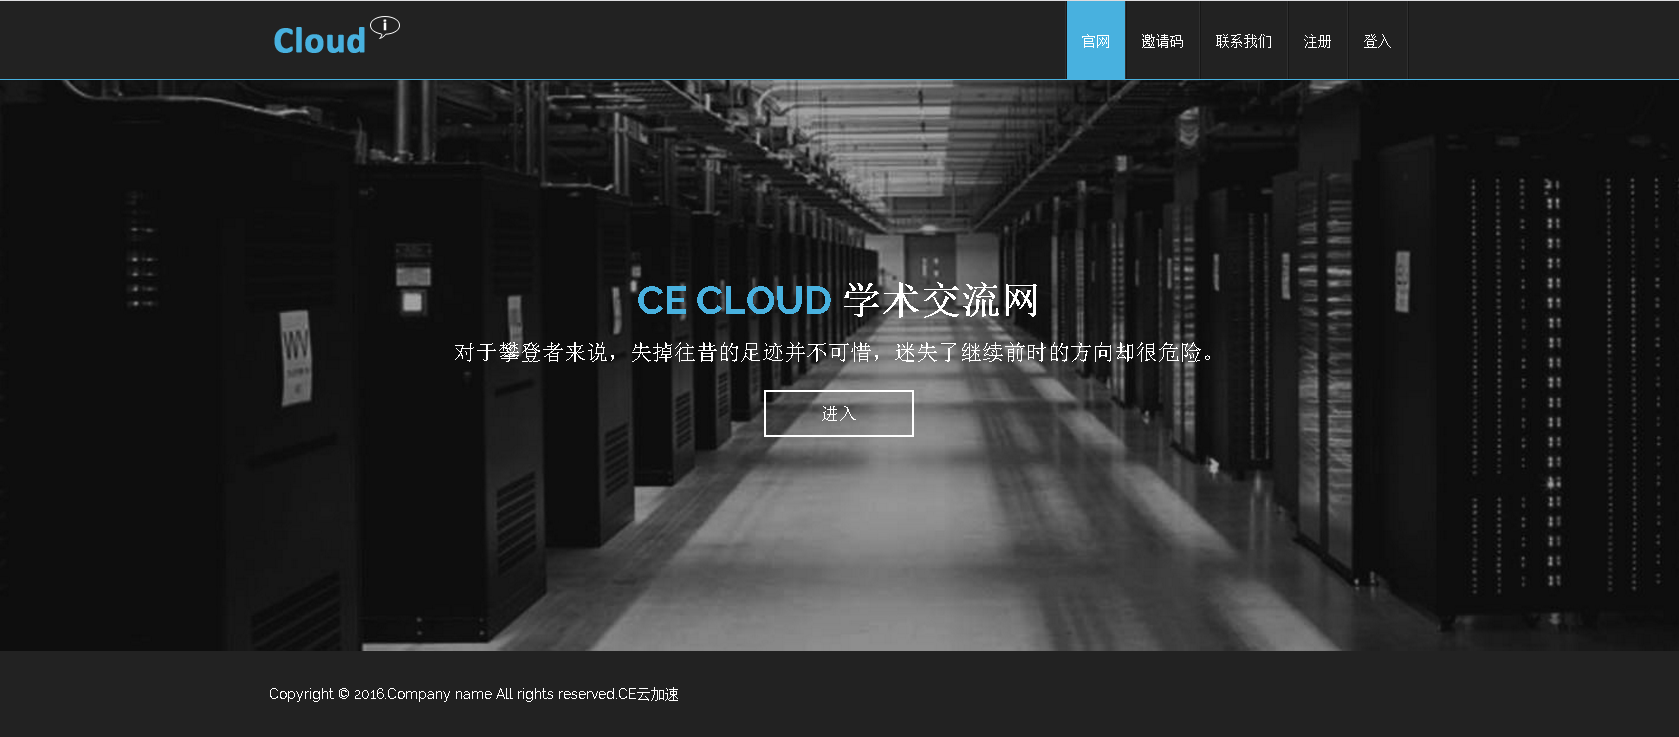 Cloud i
官网 邀请码 联系我们 注册 登入
CE CLOUD 学术交流网
对于攀登者来说，失掉往昔的足迹并不可惜，迷失了继续前时的方向却很危险。
进入
WV
Copyright © 2016.Company name All rights reserved.CE云加速